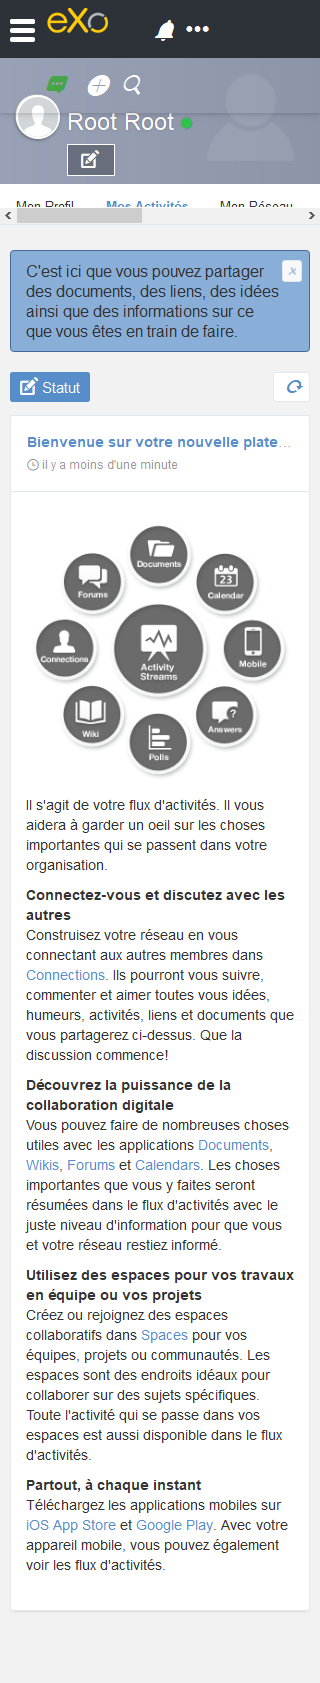 eXo
Root Root
Mon Profil Mes Activités Mon Réseau
C'est ici que vous pouvez partager
des documents, des liens, des idées
ainsi que des informations sur ce
que vous êtes en train de faire.
x
Statut
Bienvenue sur votre nouvelle plate...
il y a moins d'une minute
Documents
Forums
Calendar
23
Connections
Activity
Streams
Mobile
Wiki
Answers
Polls
Il s'agit de votre flux d'activités. Il vous
aidera à garder un oeil sur les choses
importantes qui se passent dans votre
organisation.
Connectez-vous et discutez avec les
autres
Construisez votre réseau en vous
connectant aux autres membres dans
Connections. Ils pourront vous suivre,
commenter et aimer toutes vous idées,
humeurs, activités, liens et documents que
vous partagerez ci-dessus. Que la
discussion commence!
Découvrez la puissance de la
collaboration digitale
Vous pouvez faire de nombreuses choses
utiles avec les applications Documents,
Wikis, Forums et Calendars. Les choses
importantes que vous y faites seront
résumées dans le flux d'activités avec le
juste niveau d'information pour que vous
et votre réseau restiez informé.
Utilisez des espaces pour vos travaux
en équipe ou vos projets
Créez ou rejoignez des espaces
collaboratifs dans Spaces pour vos
équipes, projets ou communautés. Les
espaces sont des endroits idéaux pour
collaborer sur des sujets spécifiques.
Toute l'activité qui se passe dans vos
espaces est aussi disponible dans le flux
d'activités.
Partout, à chaque instant
Téléchargez les applications mobiles sur
iOS App Store et Google Play. Avec votre
appareil mobile, vous pouvez également
voir les flux d'activités.